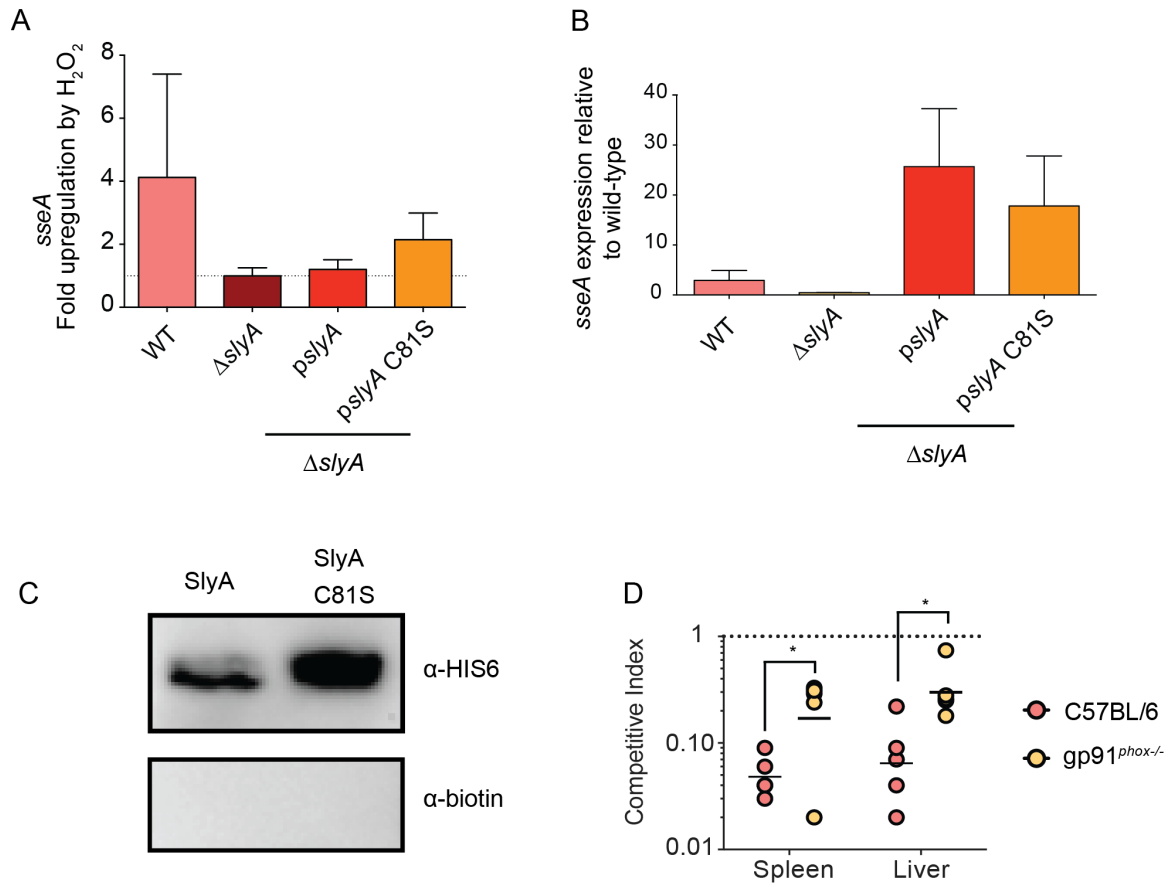 A
sseA
Fold upregulation by H₂O₂
8
6
4
2
0
WT
ΔslyA
pslyA
pslyA C81S
ΔslyA
B
sseA expression relative
to wild-type
40
30
20
10
0
WT
ΔslyA
pslyA
pslyA C81S
ΔslyA
C
SlyA
SlyA
C81S
α-HIS6
α-biotin
D
Competitive Index
1
0.10
0.01
*
*
Spleen
Liver
C57BL/6
gp91phox-/-